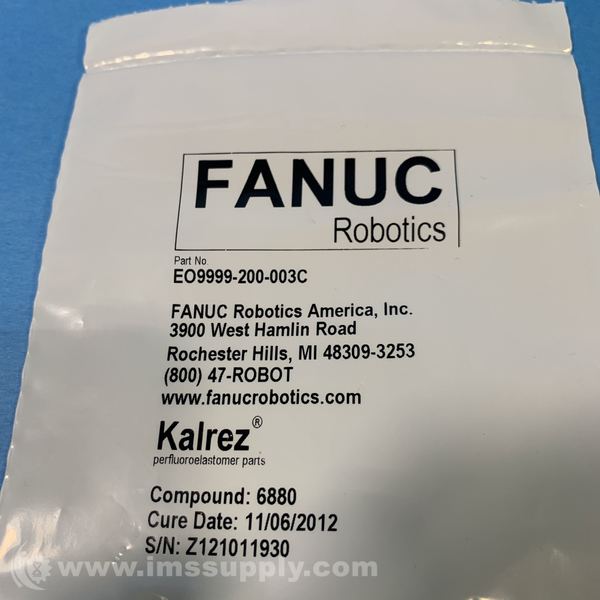 FANUC
Robotics
Part No.
EO9999-200-003C
FANUC Robotics America, Inc.
3900 West Hamlin Road
Rochester Hills, MI 48309-3253
(800) 47-ROBOT
www.fanucrobotics.com
Kalrez®
perfluoroelastomer parts
Compound: 6880
Cure Date: 11/06/2012
S/N: Z121011930
www.imssupply.com